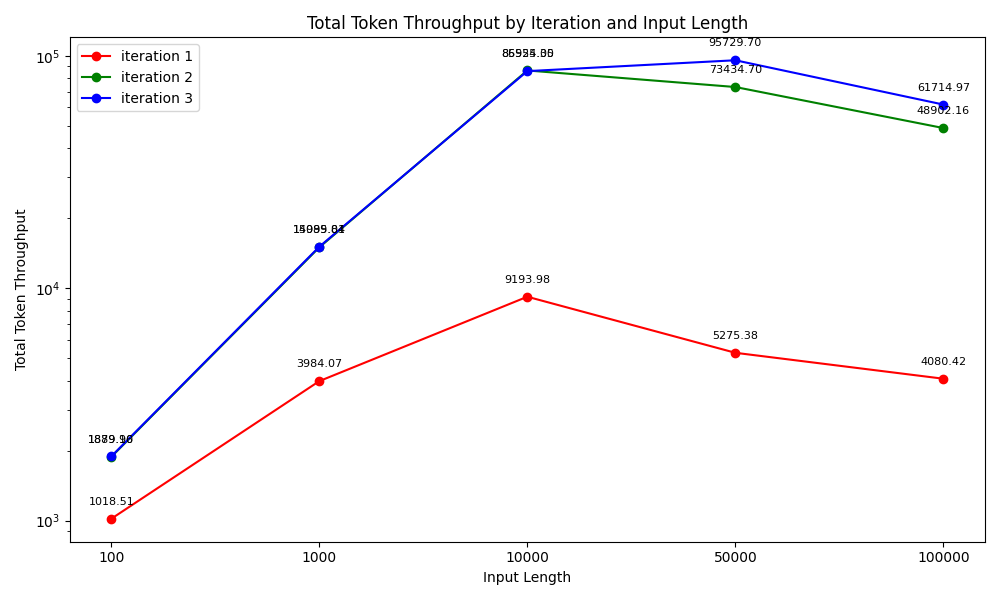 Total Token Throughput by Iteration and Input Length
iteration 1
iteration 2
iteration 3
Total Token Throughput
10^5
10^4
10^3
95729.70
73434.70
61714.97
48902.16
9193.98
5275.38
4080.42
3984.07
1018.51
100
1000
10000
50000
100000
Input Length